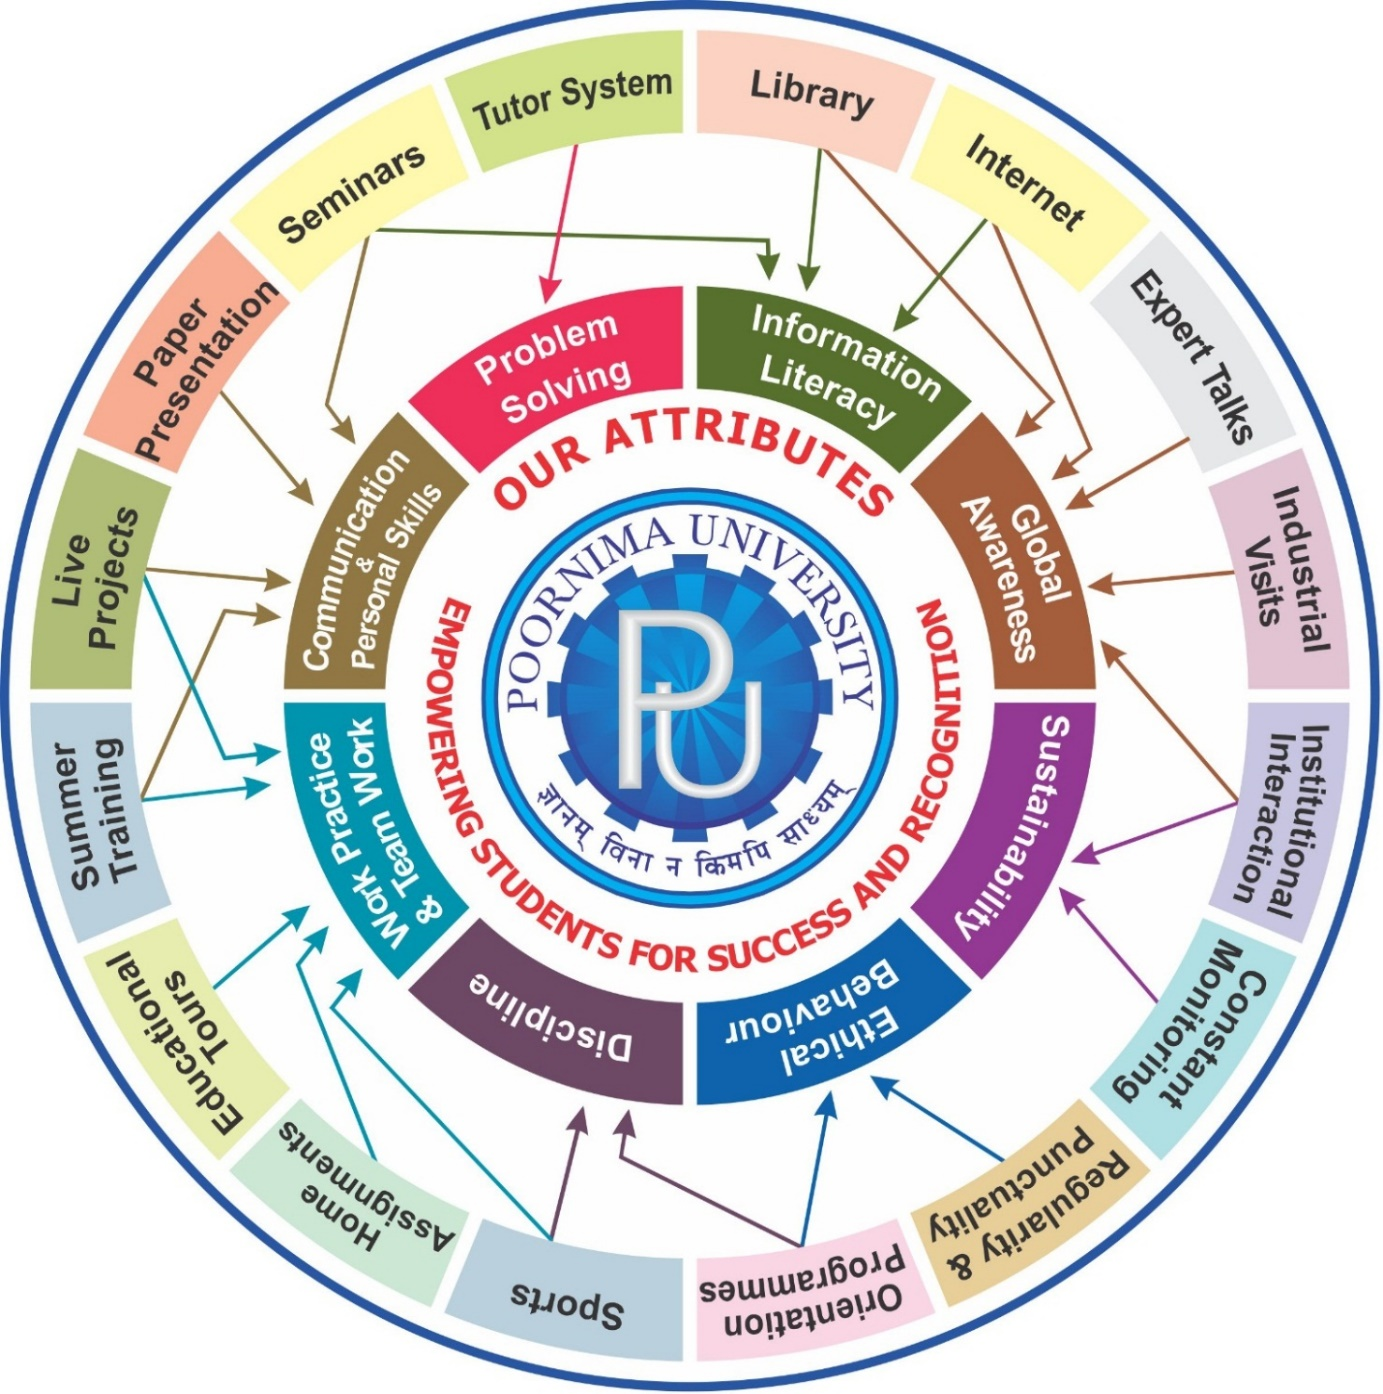 Tutor System
Library
Internet
Expert Talks
Industrial
Visits
Institutional
Interaction
Constant
Monitoring
Regularity &
Punctuality
Orientation
Programmes
Sports
Home
Assignments
Educational
Tours
Summer
Training
Live
Projects
Paper
Presentation
Seminars
Problem
Solving
Information
Literacy
Global
Awareness
Sustainability
Ethical
Behaviour
Discipline
Work Practice
& Team Work
Communication
&
Personal Skills
OUR ATTRIBUTES
EMPOWERING STUDENTS FOR SUCCESS AND RECOGNITION
POORNIMA UNIVERSITY
PU
ज्ञानम् विना न किमपि साध्यम्